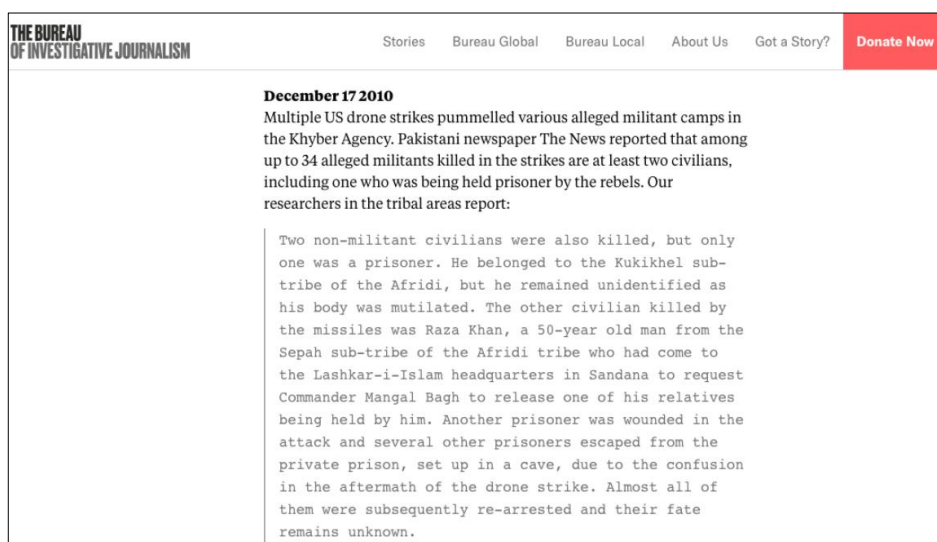 THE BUREAU
OF INVESTIGATIVE JOURNALISM
Stories Bureau Global Bureau Local About Us Got a Story? Donate Now
December 17 2010
Multiple US drone strikes pummelled various alleged militant camps in
the Khyber Agency. Pakistani newspaper The News reported that among
up to 34 alleged militants killed in the strikes are at least two civilians,
including one who was being held prisoner by the rebels. Our
researchers in the tribal areas report:
Two non-militant civilians were also killed, but only
one was a prisoner. He belonged to the Kukikhel sub-
tribe of the Afridi, but he remained unidentified as
his body was mutilated. The other civilian killed by
the missiles was Raza Khan, a 50-year old man from the
Sepah sub-tribe of the Afridi tribe who had come to
the Lashkar-i-Islam headquarters in Sandana to request
Commander Mangal Bagh to release one of his relatives
being held by him. Another prisoner was wounded in the
attack and several other prisoners escaped from the
private prison, set up in a cave, due to the confusion
in the aftermath of the drone strike. Almost all of
them were subsequently re-arrested and their fate
remains unknown.